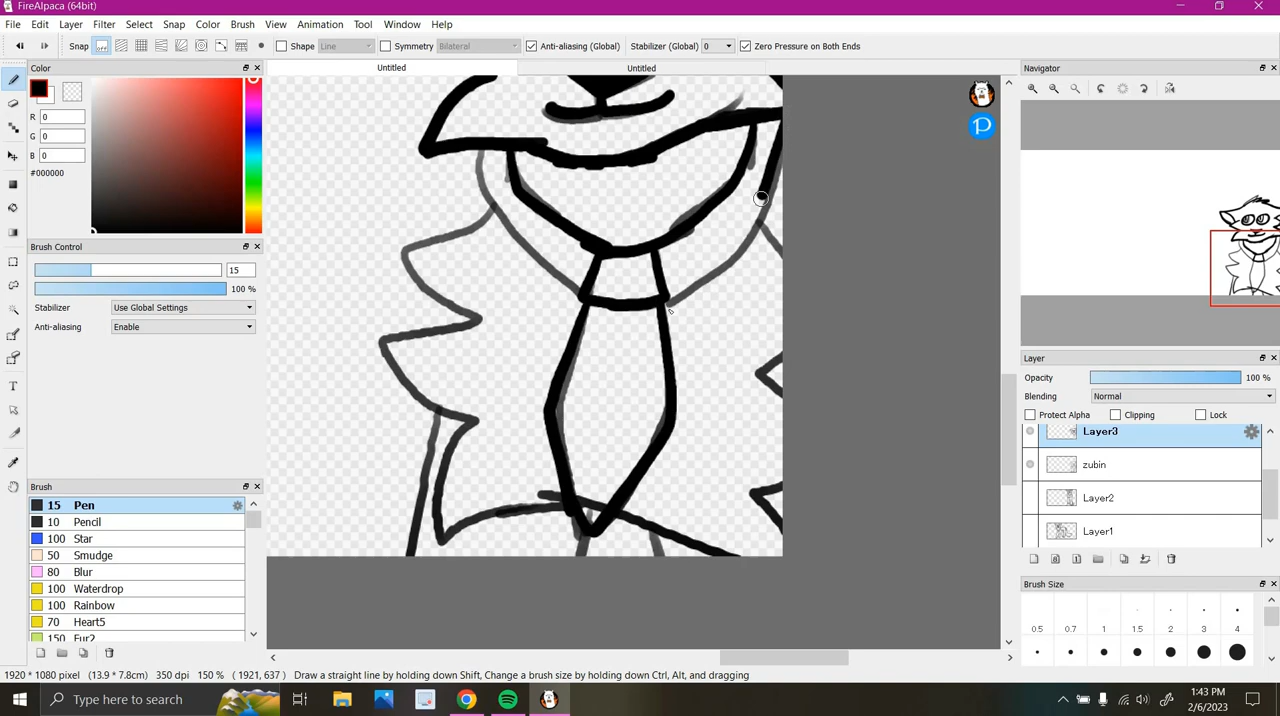 FireAlpaca (64bit)
File Edit Layer Filter Select Snap Color Brush View Animation Tool Window Help
Snap Shape Line Symmetry Bilateral Anti-aliasing (Global) Stabilizer (Global) 0 Zero Pressure on Both Ends
Color
Untitled
Untitled
Navigator
R 0
G 0
B 0
#000000
Brush Control
15
100 %
Stabilizer Use Global Settings
Anti-aliasing Enable
Layer
Opacity 100 %
Blending Normal
Protect Alpha Clipping Lock
Layer3
zubin
Layer2
Layer1
Brush
15 Pen
10 Pencil
100 Star
50 Smudge
80 Blur
100 Waterdrop
100 Rainbow
70 Heart5
150 Fur2
Brush Size
0.5 0.7 1 1.5 2 3 4
1920 * 1080 pixel (13.9 * 7.8cm) 350 dpi 150 % (1921, 637) Draw a straight line by holding down Shift, Change a brush size by holding down Ctrl, Alt, and dragging
Type here to search
1:43 PM
2/6/2023